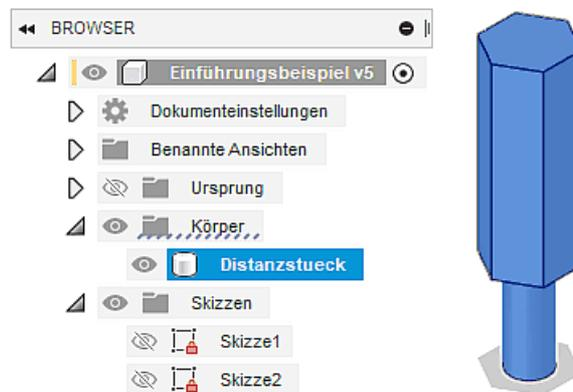 BROWSER
Einführungsbeispiel v5
Dokumenteinstellungen
Benannte Ansichten
Ursprung
Körper
Distanzstueck
Skizzen
Skizze1
Skizze2